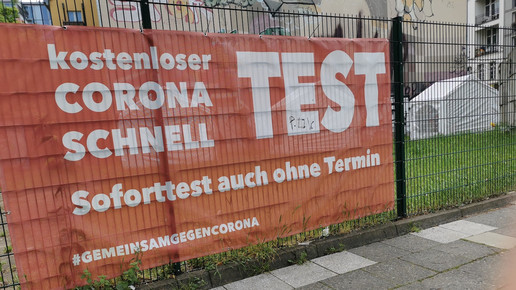 kostenloser
CORONA
SCHNELL
TEST
Soforttest auch ohne Termin
#GEMEINSAMGEGENCORONA